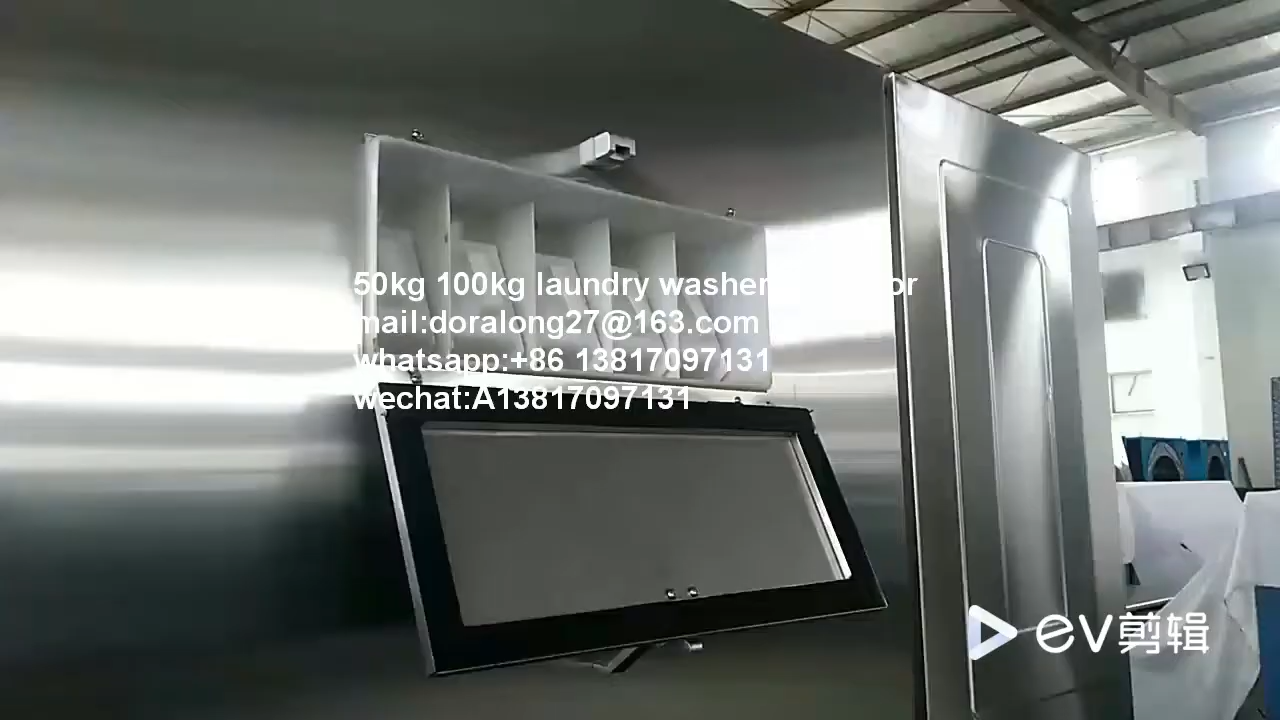 50kg 100kg laundry washer
mail:doralong27@163.com
whatsapp:+86 13817097131
wechat:A13817097131
ev剪辑